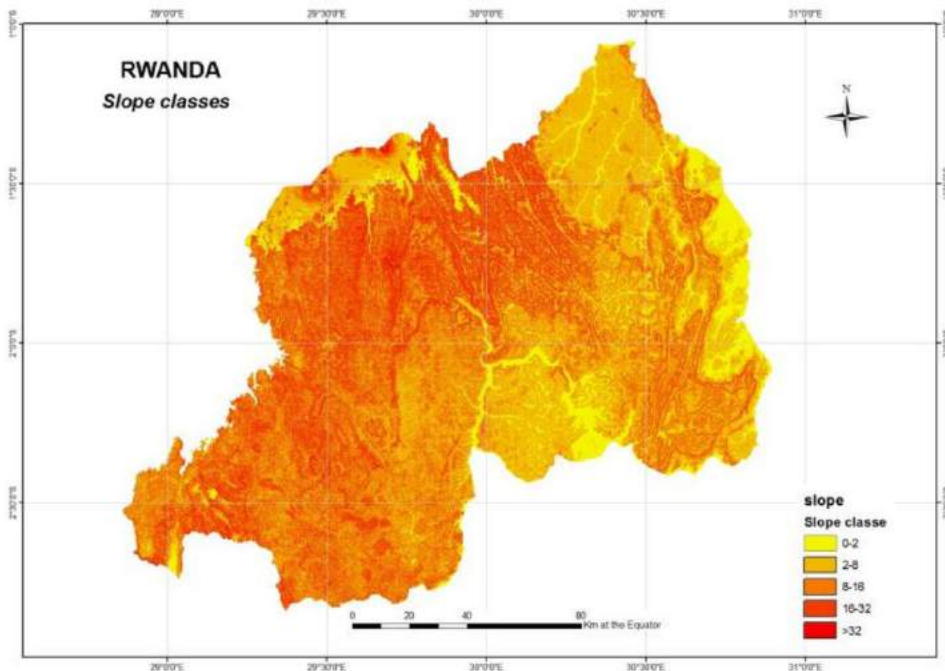 29°0'0"E 29°30'0"E 30°0'0"E 30°30'0"E 31°0'0"E
RWANDA
Slope classes
N
slope
Slope classe
0-2
2-8
8-16
16-32
>32
0 20 40 80
Km at the Equator